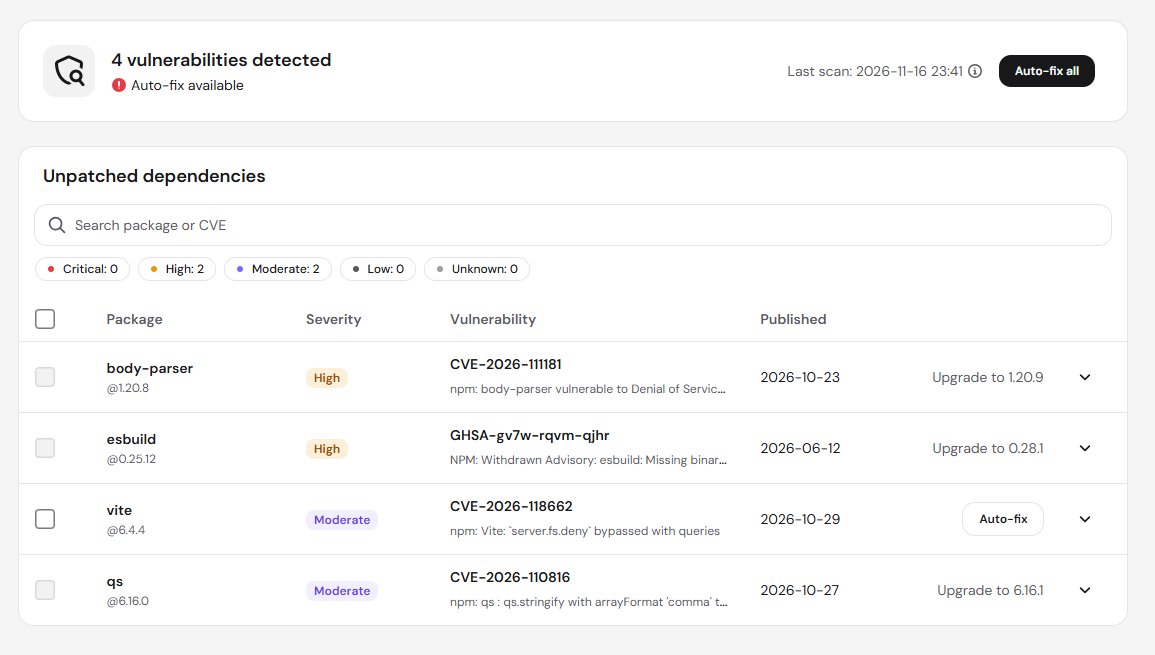 4 vulnerabilities detected
Auto-fix available
Last scan: 2026-11-16 23:41
Auto-fix all
Unpatched dependencies
Search package or CVE
Critical: 0
High: 2
Moderate: 2
Low: 0
Unknown: 0
Package Severity Vulnerability Published
body-parser
@1.20.8
High
CVE-2026-111181
npm: body-parser vulnerable to Denial of Servic...
2026-10-23
Upgrade to 1.20.9
esbuild
@0.25.12
High
GHSA-gv7w-rqvm-qjhr
NPM: Withdrawn Advisory: esbuild: Missing binar...
2026-06-12
Upgrade to 0.28.1
vite
@6.4.4
Moderate
CVE-2026-118662
npm: Vite: `server.fs.deny` bypassed with queries
2026-10-29
Auto-fix
qs
@6.16.0
Moderate
CVE-2026-110816
npm: qs : qs.stringify with arrayFormat 'comma' t...
2026-10-27
Upgrade to 6.16.1